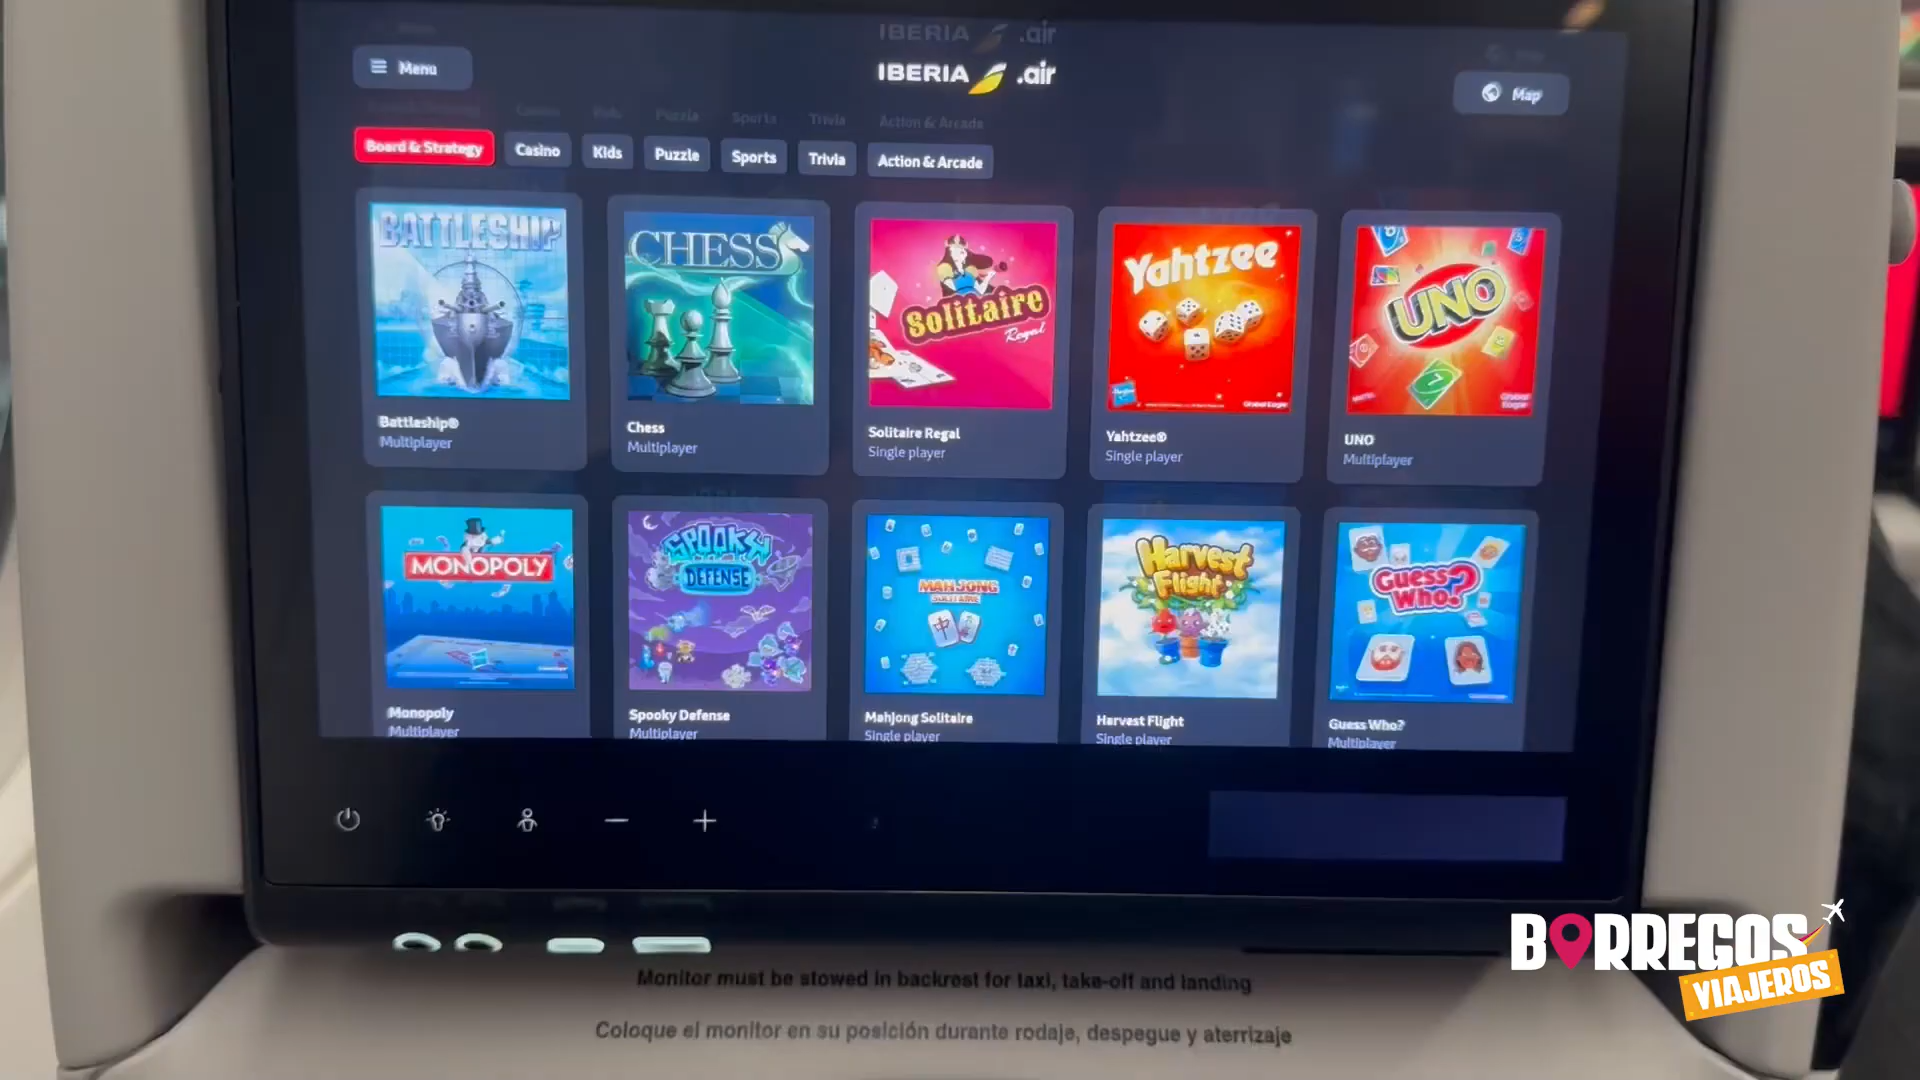 IBERIA .air
Menu
IBERIA .air
Map
Board & Strategy
Casino
Kids
Puzzle
Sports
Trivia
Action & Arcade
BATTLESHIP
CHESS
Solitaire
Regal
Yahtzee
UNO
Battleship®
Multiplayer
Chess
Multiplayer
Solitaire Regal
Single player
Yahtzee®
Single player
UNO
Multiplayer
MONOPOLY
SPOOKY
DEFENSE
MAHJONG
SOLITAIRE
Harvest
Flight
Guess
Who?
Monopoly
Multiplayer
Spooky Defense
Multiplayer
Mahjong Solitaire
Single player
Harvest Flight
Single player
Guess Who?
Multiplayer
Monitor must be stowed in backrest for taxi, take-off and landing
Coloque el monitor en su posición durante rodaje, despegue y aterrizaje
BORREGOS
VIAJEROS